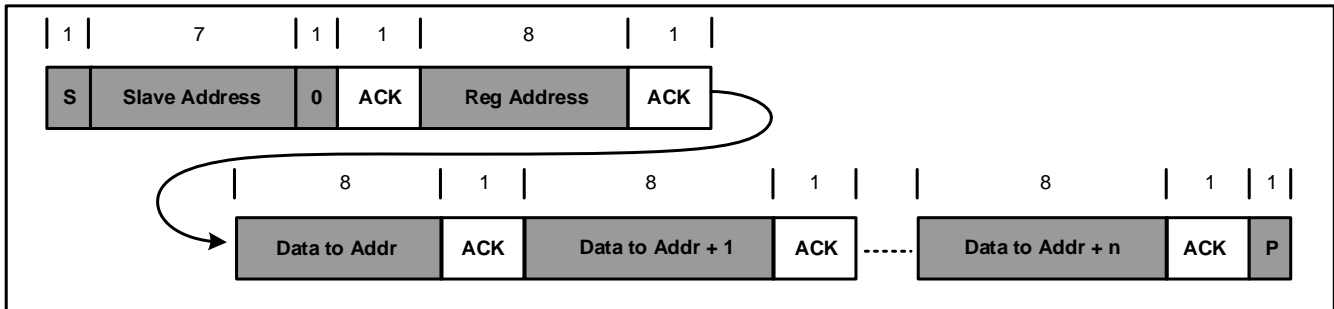 1 7 1 1 8 1
S Slave Address 0 ACK Reg Address ACK
8 1 8 1 8 1 1
Data to Addr ACK Data to Addr + 1 ACK Data to Addr + n ACK P